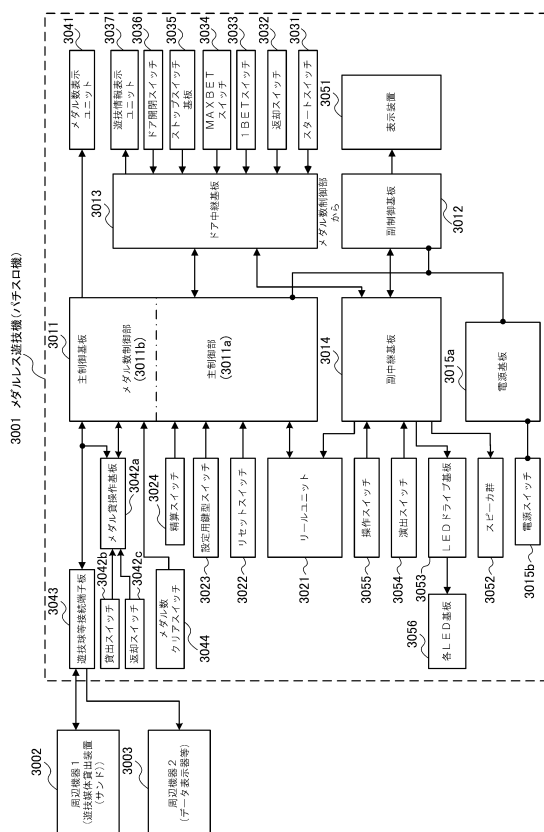 3001 メダルレス遊技機(パチスロ機)
3002
周辺機器1
(遊技媒体貸出装置
(サンド))
3003
周辺機器2
(データ表示器等)
3043
遊技球等接続端子板
3042b
貸出スイッチ
返却スイッチ
3042c
メダル貸操作基板
3042a
メダル数
クリアスイッチ
3044
3024
精算スイッチ
設定用鍵型スイッチ
3023
リセットスイッチ
3022
リールユニット
3021
操作スイッチ
3055
演出スイッチ
3054
LEDドライブ基板
3053
各LED基板
3056
スピーカ群
3052
電源スイッチ
3015b
3011
主制御基板
メダル数制御部
(3011b)
主制御部
(3011a)
3014
副中継基板
3015a
電源基板
3013
ドア中継基板
メダル数制御部
から
副制御基板
3012
3051
表示装置
3041
メダル数表示
ユニット
3037
遊技情報表示
ユニット
3036
ドア開閉スイッチ
3035
ストップスイッチ
基板
3034
MAXBET
スイッチ
3033
1BETスイッチ
3032
返却スイッチ
3031
スタートスイッチ